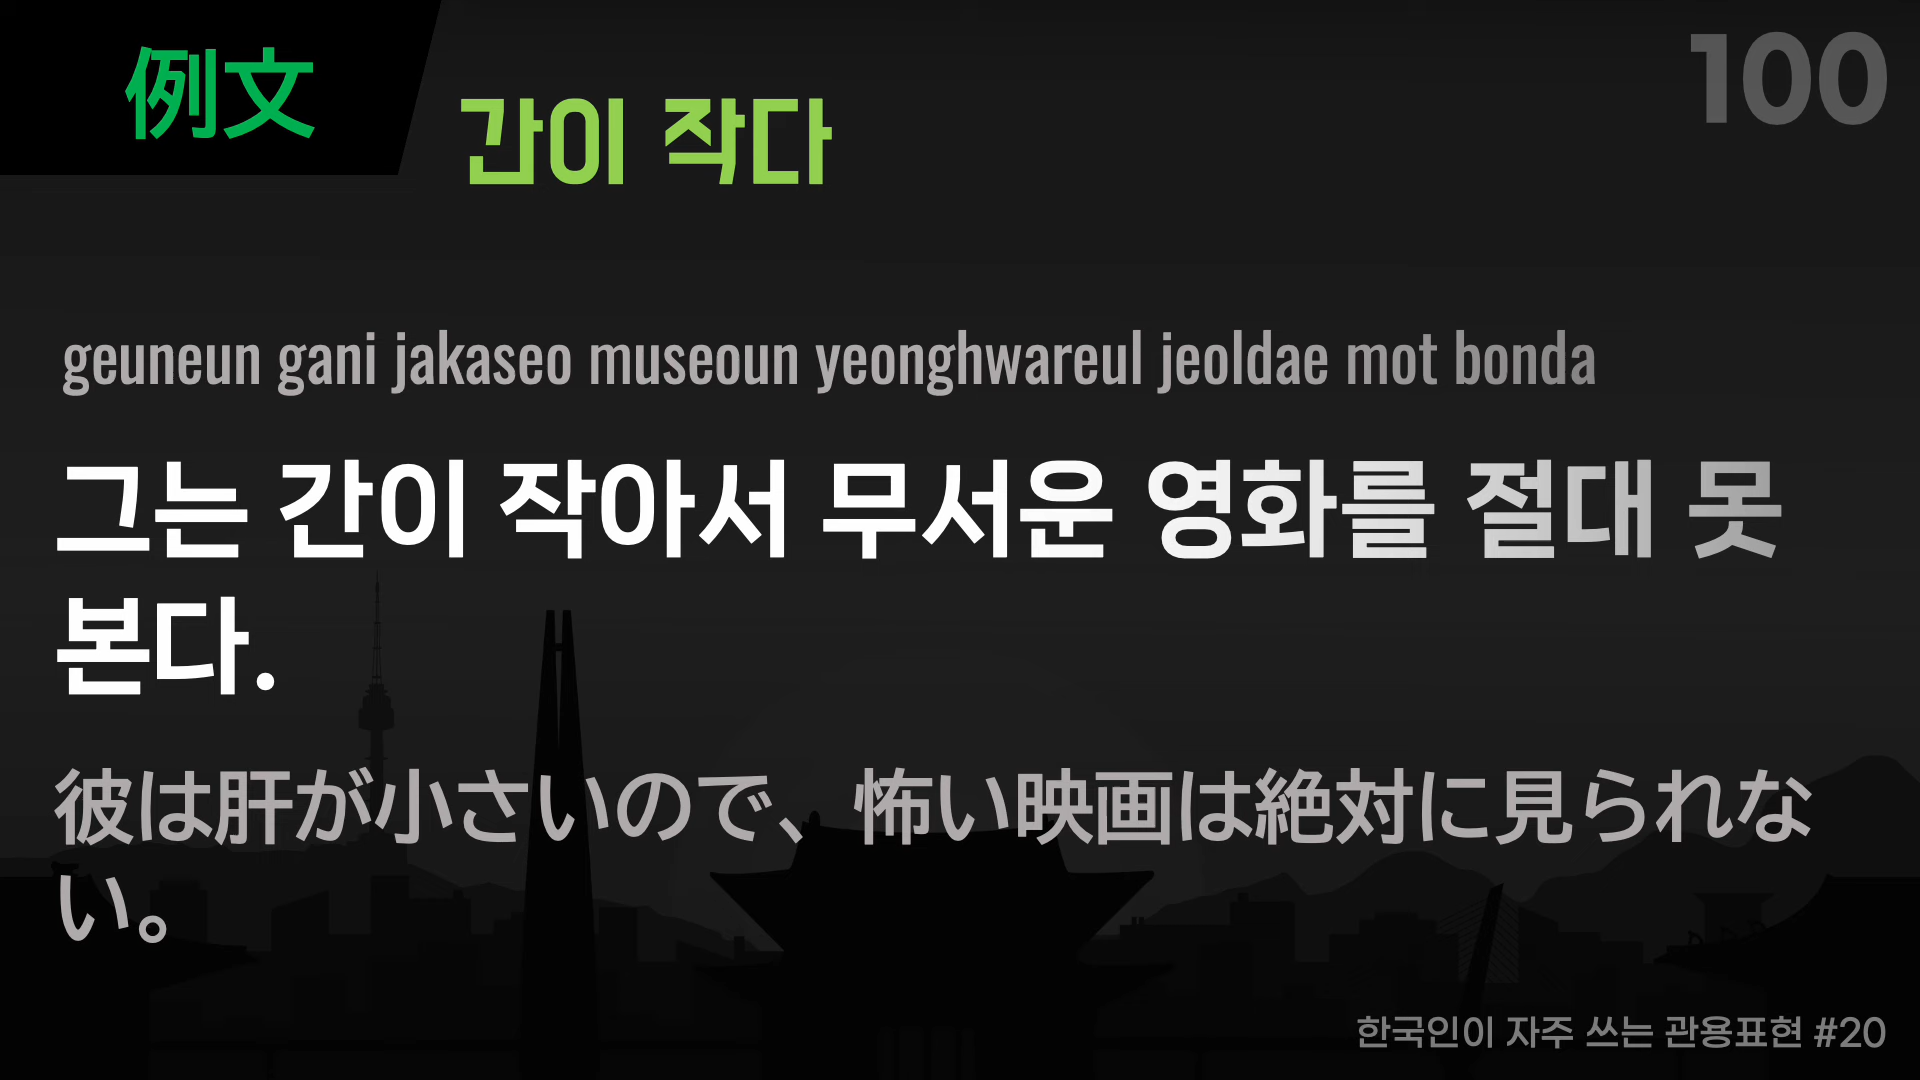 例文
간이 작다
100
geuneun gani jakaseo museoun yeonghwareul jeoldae mot bonda
그는 간이 작아서 무서운 영화를 절대 못
본다.
彼は肝が小さいので、怖い映画は絶対に見られな
い。
한국인이 자주 쓰는 관용표현 #20